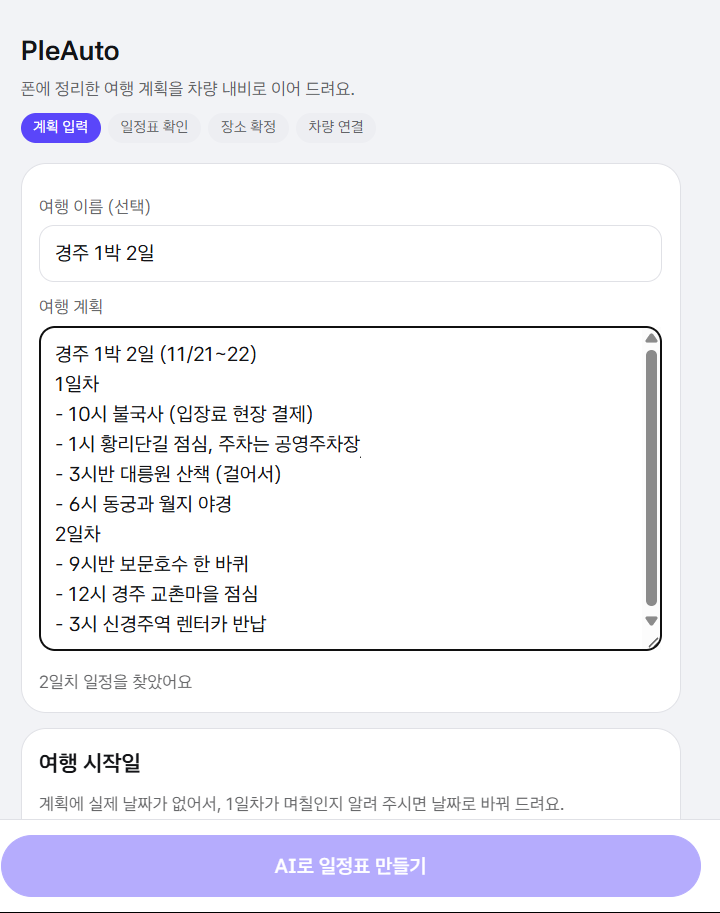 PleAuto
폰에 정리한 여행 계획을 차량 내비로 이어 드려요.
계획 입력 일정표 확인 장소 확정 차량 연결
여행 이름 (선택)
경주 1박 2일
여행 계획
경주 1박 2일 (11/21~22)
1일차
- 10시 불국사 (입장료 현장 결제)
- 1시 황리단길 점심, 주차는 공영주차장
- 3시반 대릉원 산책 (걸어서)
- 6시 동궁과 월지 야경
2일차
- 9시반 보문호수 한 바퀴
- 12시 경주 교촌마을 점심
- 3시 신경주역 렌터카 반납
2일치 일정을 찾았어요
여행 시작일
계획에 실제 날짜가 없어서, 1일차가 며칠인지 알려 주시면 날짜로 바꿔 드려요.
AI로 일정표 만들기